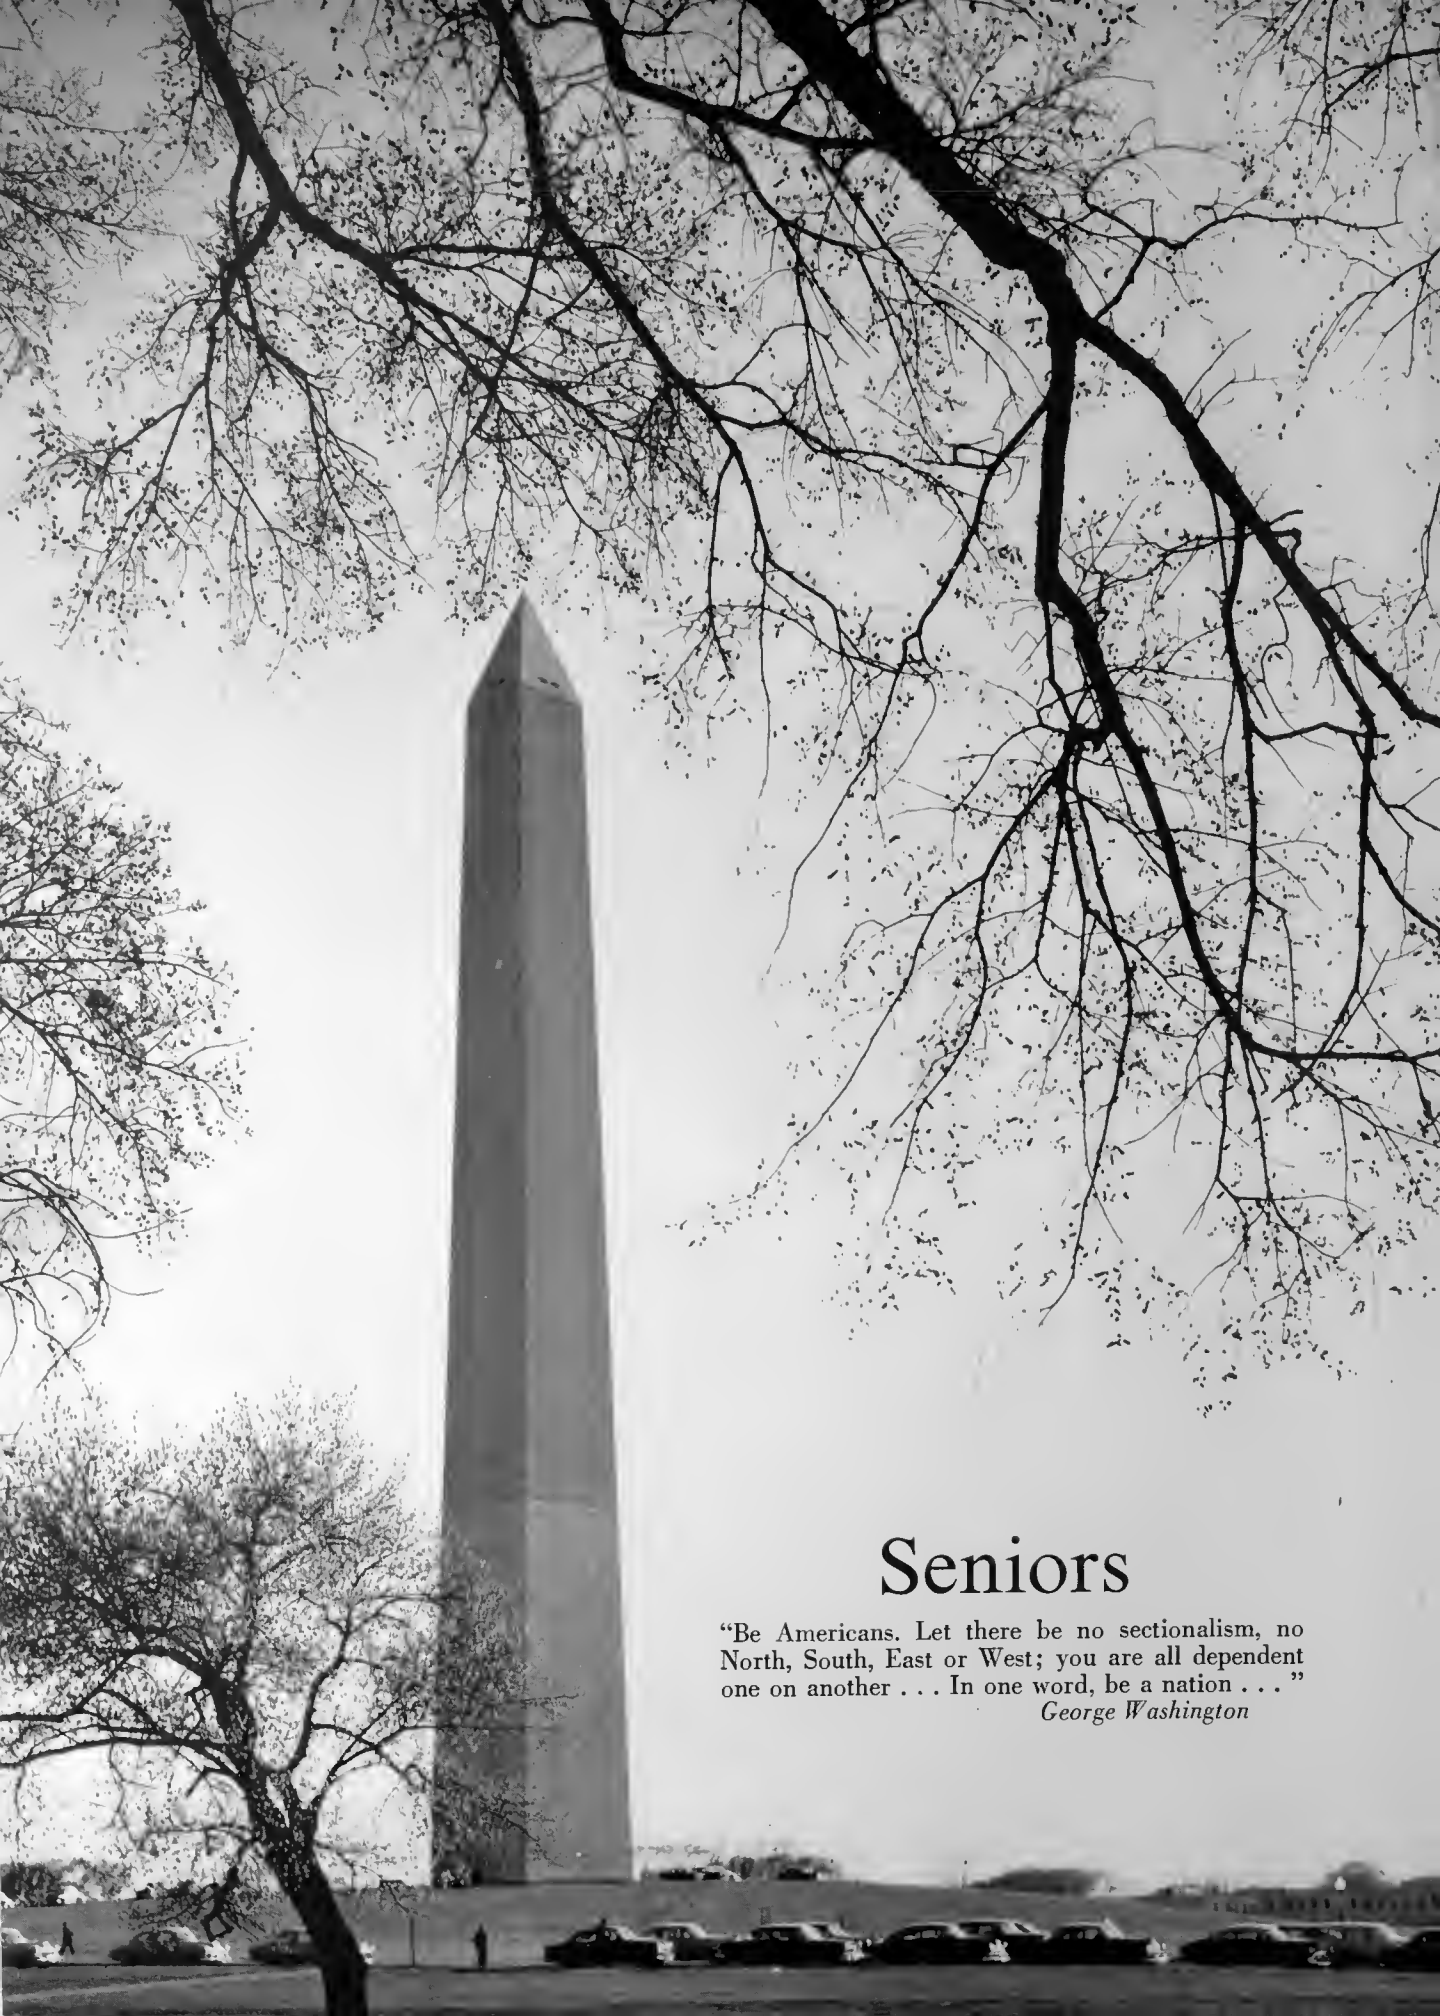 Seniors
“Be Americans. Let there be no sectionalism, no
North, South, East or West; you are all dependent
one on another . . . In one word, be a nation . . . ”
George Washington